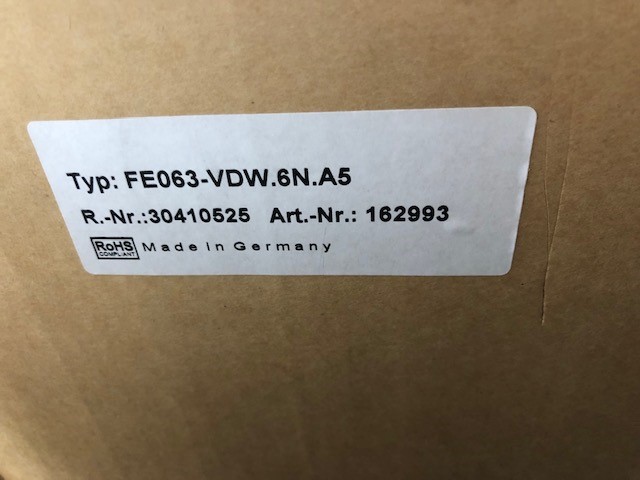 Typ: FE063-VDW.6N.A5
R.-Nr.:30410525 Art.-Nr.: 162993
RoHS
COMPLIANT
Made in Germany